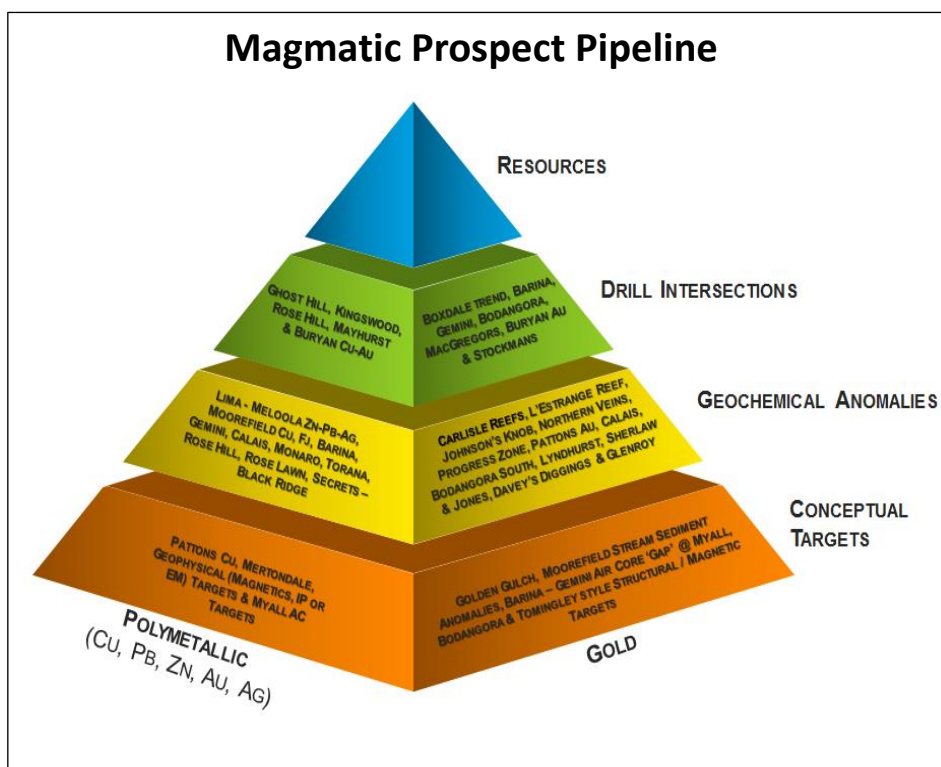 Magmatic Prospect Pipeline
RESOURCES
DRILL INTERSECTIONS
GHOST HILL, KINGSWOOD,
ROSE HILL, MAYHURST
& BURYAN CU-AU
BOXDALE TREND, BARINA,
GEMINI, BODANGORA,
MACGREGORS, BURYAN AU
& STOCKMANS
GEOCHEMICAL ANOMALIES
LIMA - MELOOLA ZN-PB-AG,
MOOREFIELD CU, FJ, BARINA,
GEMINI, CALAIS, MONARO, TORANA,
ROSE HILL, ROSE LAWN, SECRETS –
BLACK RIDGE
CARLISLE REEFS, L'ESTRANGE REEF,
JOHNSON'S KNOB, NORTHERN VEINS,
PROGRESS ZONE, PATTONS AU, CALAIS,
BODANGORA SOUTH, LYNDHURST, SHERLAW
& JONES, DAVEY'S DIGGINGS & GLENROY
CONCEPTUAL
TARGETS
PATTONS CU, MERTONDALE,
GEOPHYSICAL (MAGNETICS, IP OR
EM) TARGETS & MYALL AC
TARGETS
GOLDEN GULCH, MOOREFIELD STREAM SEDIMENT
ANOMALIES, BARINA – GEMINI AIR CORE 'GAP' @ MYALL,
BODANGORA & TOMINGLEY STYLE STRUCTURAL / MAGNETIC
TARGETS
POLYMETALLIC
(CU, PB, ZN, AU, AG)
GOLD